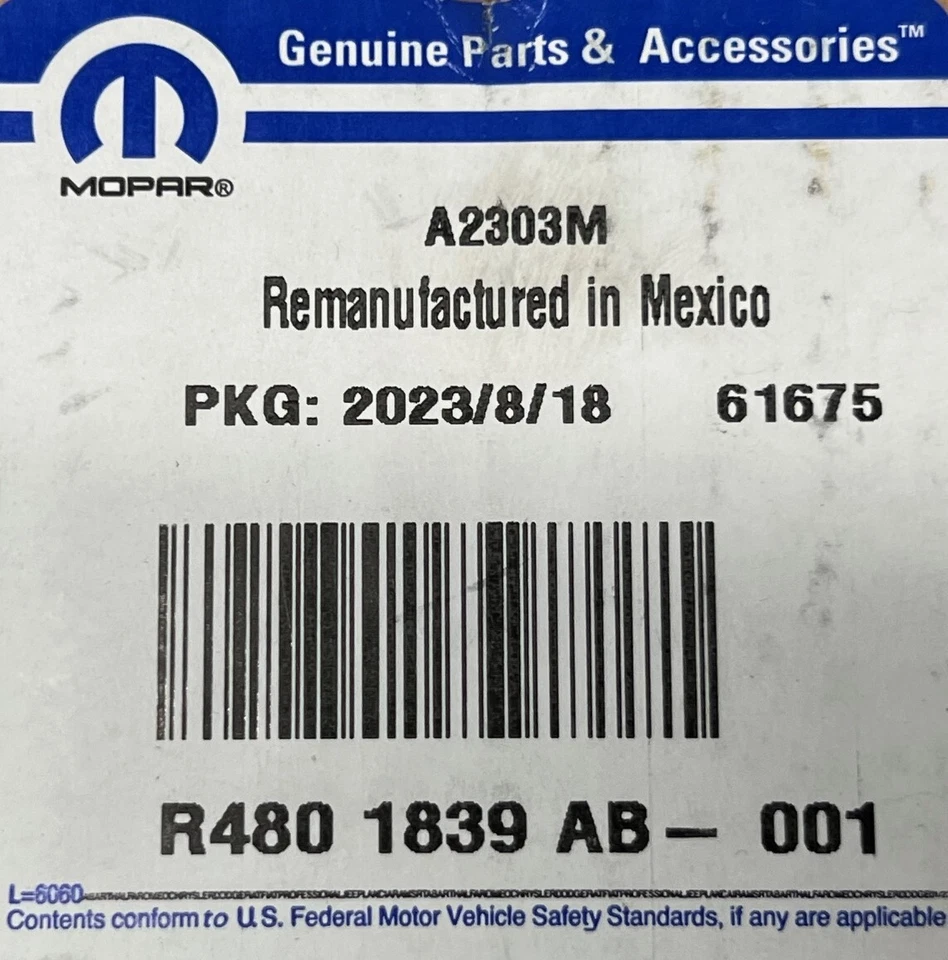 Genuine Parts & Accessories™
MOPAR®
A2303M
Remanufactured in Mexico
PKG: 2023/8/18 61675
R480 1839 AB — 001
L=6060
Contents conform to U.S. Federal Motor Vehicle Safety Standards, if any are applicable